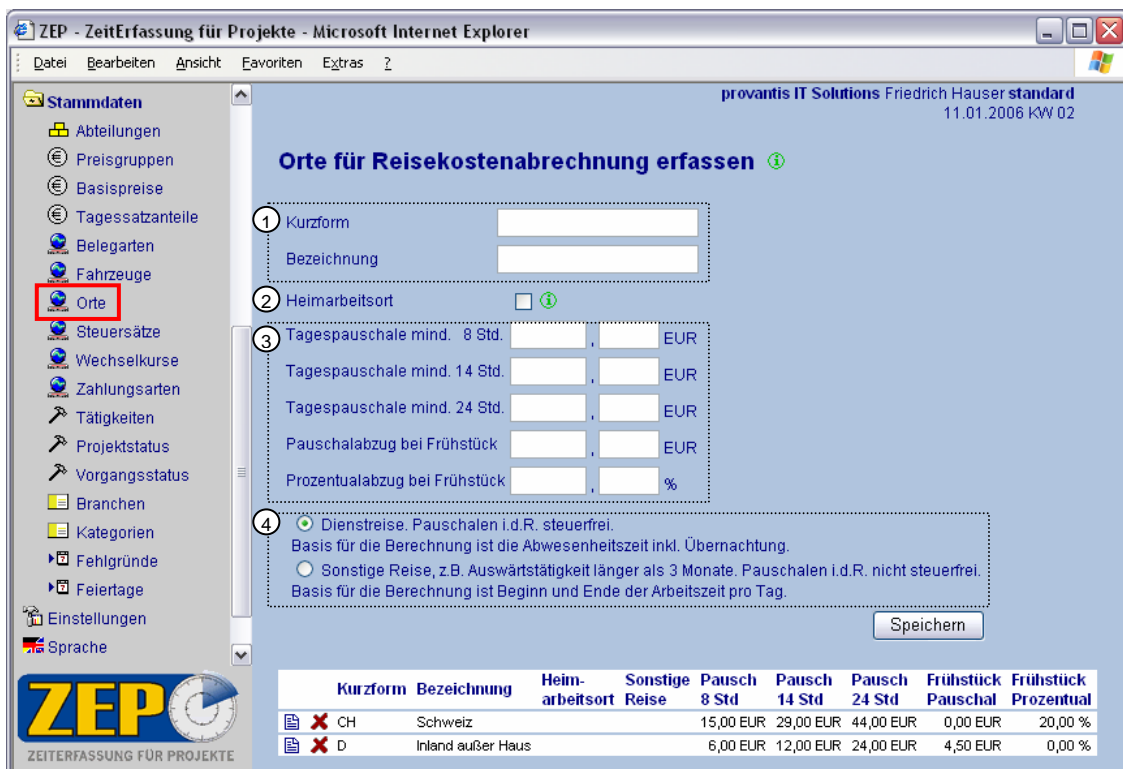 ZEP - ZeitErfassung für Projekte - Microsoft Internet Explorer
Datei Bearbeiten Ansicht Favoriten Extras ?
Stammdaten
Abteilungen
Preisgruppen
Basispreise
Tagessatzanteile
Belegarten
Fahrzeuge
Orte
Steuersätze
Wechselkurse
Zahlungsarten
Tätigkeiten
Projektstatus
Vorgangsstatus
Branchen
Kategorien
Fehlgründe
Feiertage
Einstellungen
Sprache
ZEP
ZEITERFASSUNG FÜR PROJEKTE
provantis IT Solutions Friedrich Hauser standard
11.01.2006 KW 02
Orte für Reisekostenabrechnung erfassen
1 Kurzform
Bezeichnung
2 Heimarbeitsort
3 Tagespauschale mind. 8 Std. , EUR
Tagespauschale mind. 14 Std. , EUR
Tagespauschale mind. 24 Std. , EUR
Pauschalabzug bei Frühstück , EUR
Prozentualabzug bei Frühstück , %
4 Dienstreise. Pauschalen i.d.R. steuerfrei.
Basis für die Berechnung ist die Abwesenheitszeit inkl. Übernachtung.
Sonstige Reise, z.B. Auswärtstätigkeit länger als 3 Monate. Pauschalen i.d.R. nicht steuerfrei.
Basis für die Berechnung ist Beginn und Ende der Arbeitszeit pro Tag.
Speichern
Kurzform Bezeichnung Heim-arbeitsort Sonstige Reise Pausch 8 Std Pausch 14 Std Pausch 24 Std Frühstück Pauschal Frühstück Prozentual
CH Schweiz 15,00 EUR 29,00 EUR 44,00 EUR 0,00 EUR 20,00 %
D Inland außer Haus 6,00 EUR 12,00 EUR 24,00 EUR 4,50 EUR 0,00 %